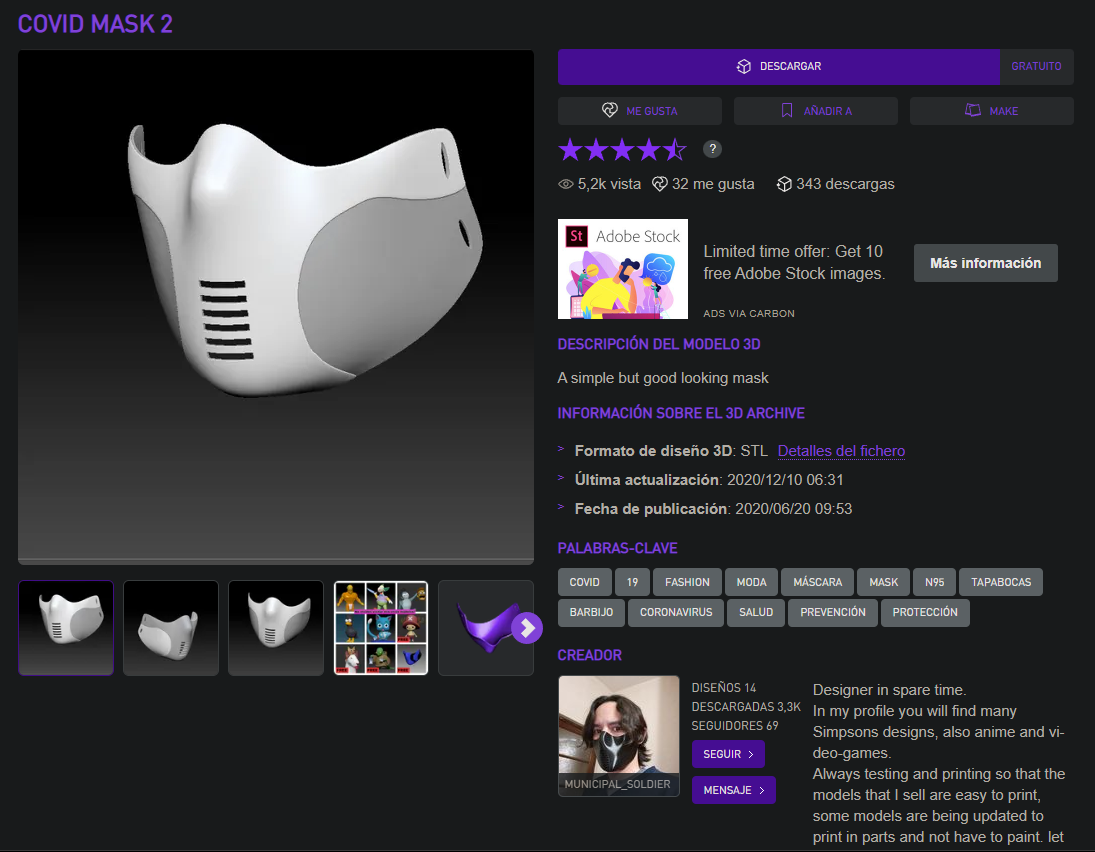 COVID MASK 2
DESCARGAR
GRATUITO
ME GUSTA
AÑADIR A
MAKE
?
5,2k vista
32 me gusta
343 descargas
St Adobe Stock
Limited time offer: Get 10
free Adobe Stock images.
Más información
ADS VIA CARBON
DESCRIPCIÓN DEL MODELO 3D
A simple but good looking mask
INFORMACIÓN SOBRE EL 3D ARCHIVE
> Formato de diseño 3D: STL Detalles del fichero
> Última actualización: 2020/12/10 06:31
> Fecha de publicación: 2020/06/20 09:53
PALABRAS-CLAVE
COVID 19 FASHION MODA MÁSCARA MASK N95 TAPABOCAS
BARBIJO CORONAVIRUS SALUD PREVENCIÓN PROTECCIÓN
CREADOR
MUNICIPAL_SOLDIER
DISEÑOS 14
DESCARGADAS 3,3K
SEGUIDORES 69
SEGUIR >
MENSAJE >
Designer in spare time.
In my profile you will find many
Simpsons designs, also anime and vi-
deo-games.
Always testing and printing so that the
models that I sell are easy to print,
some models are being updated to
print in parts and not have to paint. let